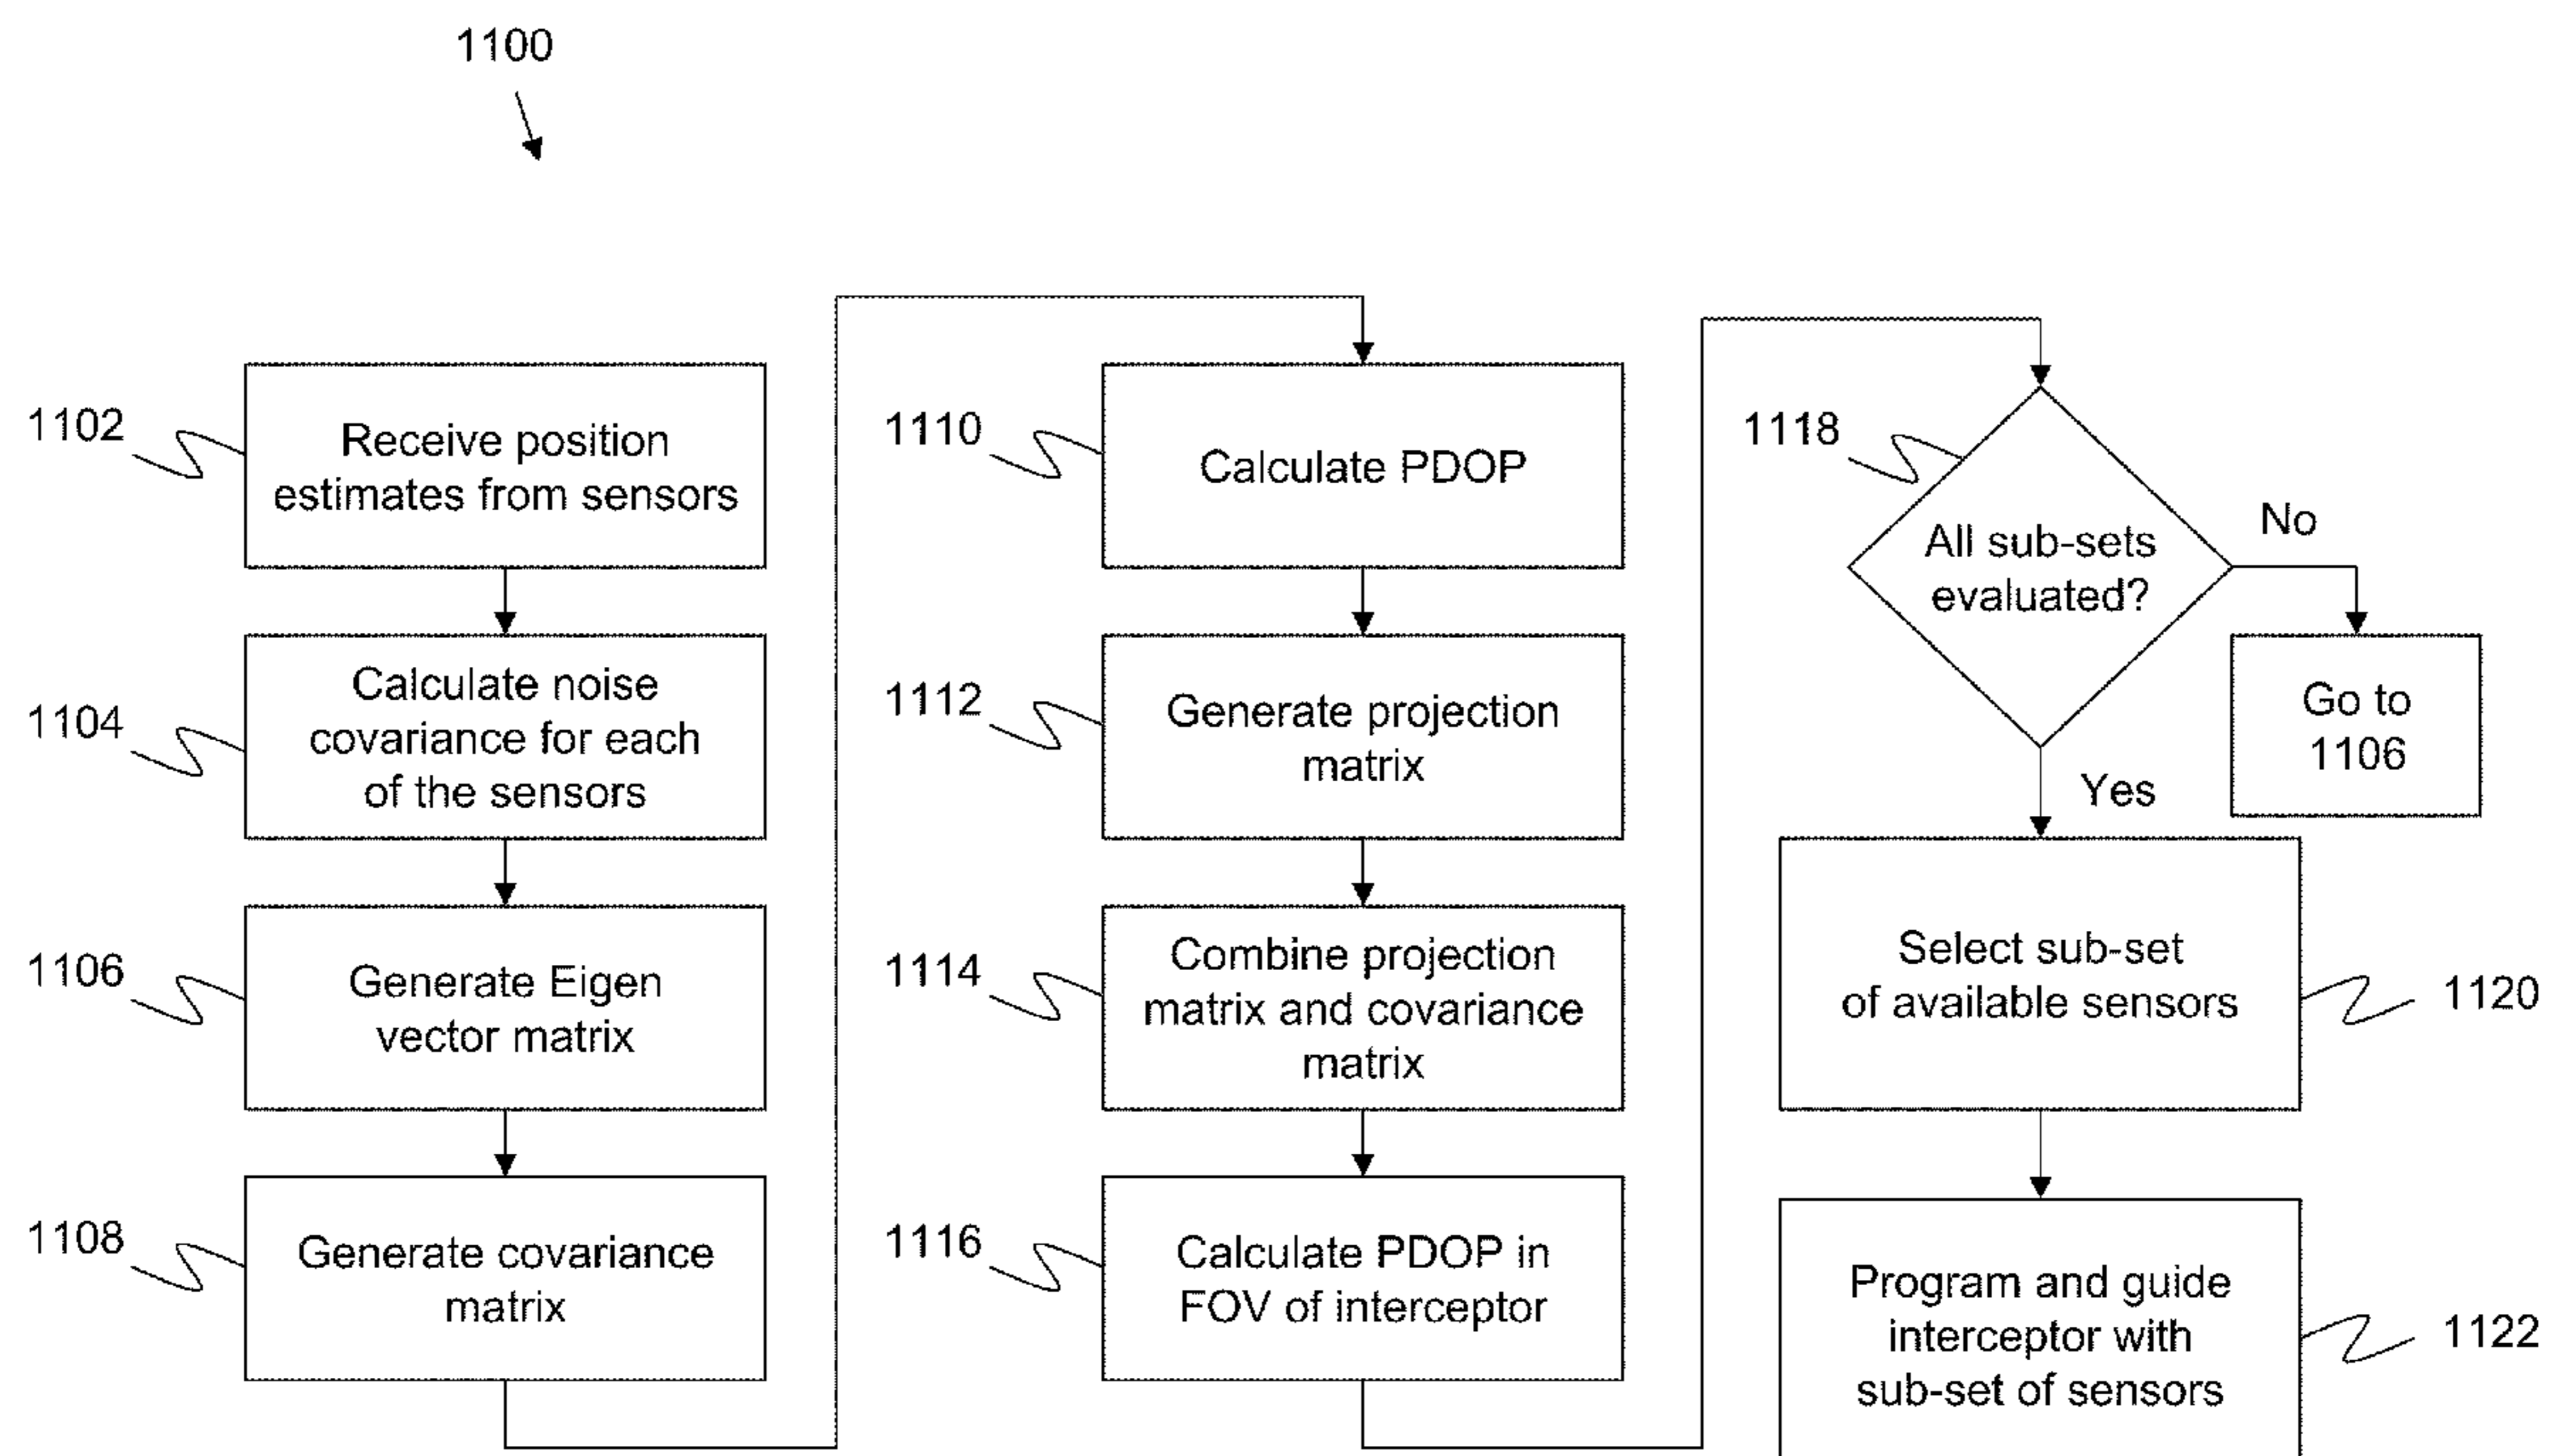 1100
1102
Receive position
estimates from sensors
1104
Calculate noise
covariance for each
of the sensors
1106
Generate Eigen
vector matrix
1108
Generate covariance
matrix
1110
Calculate PDOP
1112
Generate projection
matrix
1114
Combine projection
matrix and covariance
matrix
1116
Calculate PDOP in
FOV of interceptor
1118
All sub-sets
evaluated?
No
Go to
1106
Yes
Select sub-set
of available sensors
1120
Program and guide
interceptor with
sub-set of sensors
1122